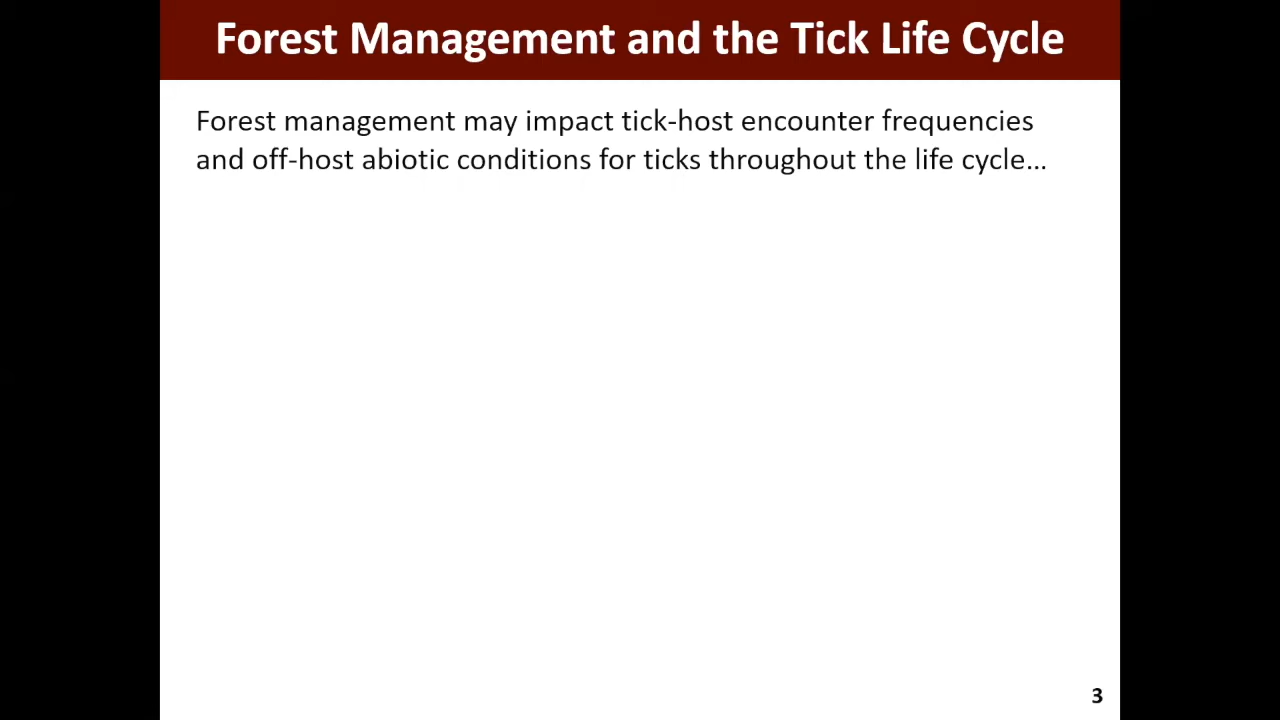 Forest Management and the Tick Life Cycle
Forest management may impact tick-host encounter frequencies
and off-host abiotic conditions for ticks throughout the life cycle…
3